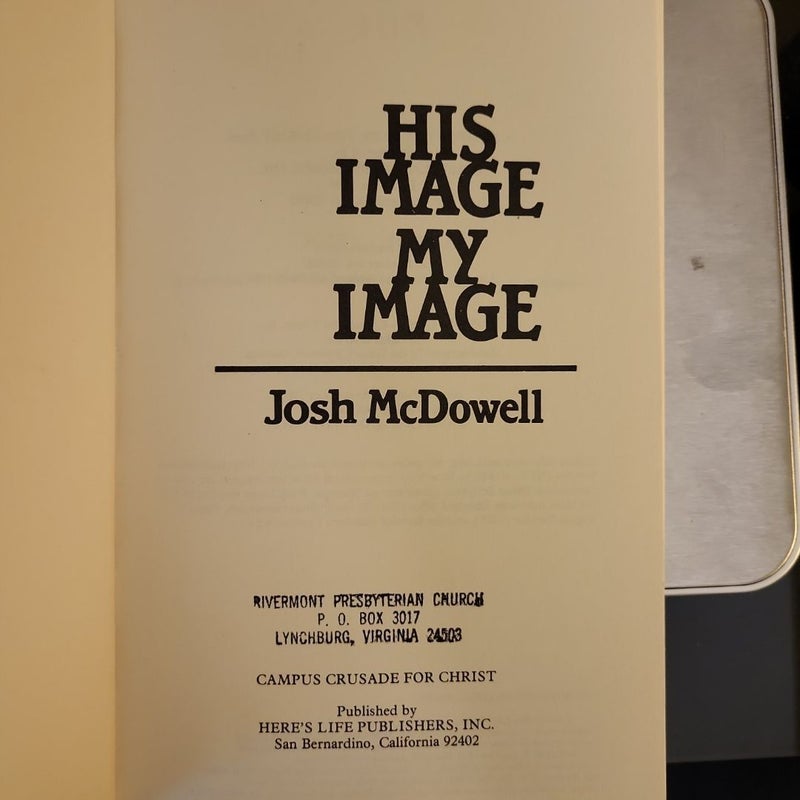 HIS
IMAGE
MY
IMAGE
Josh McDowell
RIVERMONT PRESBYTERIAN CHURCH
P. O. BOX 3017
LYNCHBURG, VIRGINIA 24503
CAMPUS CRUSADE FOR CHRIST
Published by
HERE'S LIFE PUBLISHERS, INC.
San Bernardino, California 92402